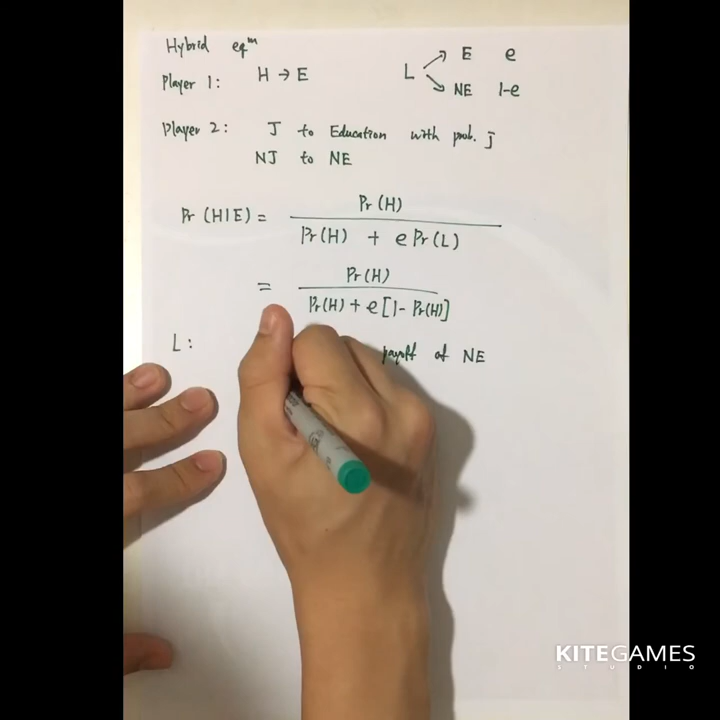 Hybrid eqᵐ
Player 1: H → E
L → E e
→ NE 1-e
Player 2: J to Education with prob. j
NJ to NE
Pr (H|E) = Pr (H) / Pr(H) + e Pr(L)
= Pr(H) / Pr(H) + e [1- Pr(H)]
L: payoff of NE
KITEGAMES
STUDIO